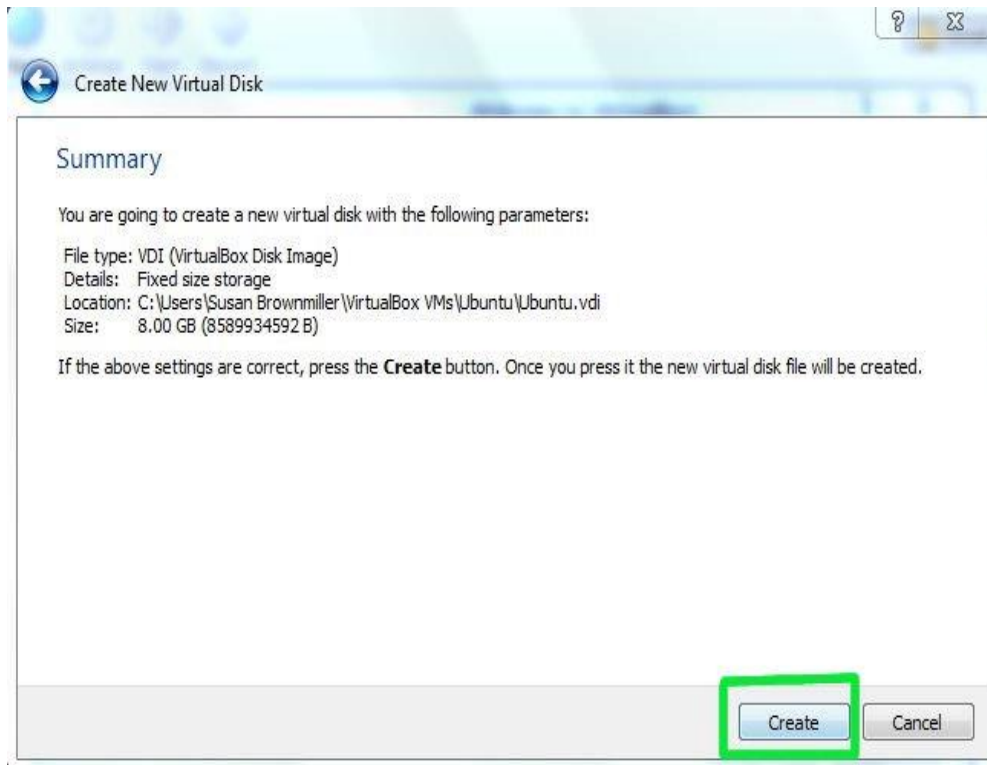 Create New Virtual Disk
Summary
You are going to create a new virtual disk with the following parameters:
File type: VDI (VirtualBox Disk Image)
Details: Fixed size storage
Location: C:\Users\Susan Brownmiller\VirtualBox VMs\Ubuntu\Ubuntu.vdi
Size: 8.00 GB (8589934592 B)
If the above settings are correct, press the Create button. Once you press it the new virtual disk file will be created.
Create Cancel